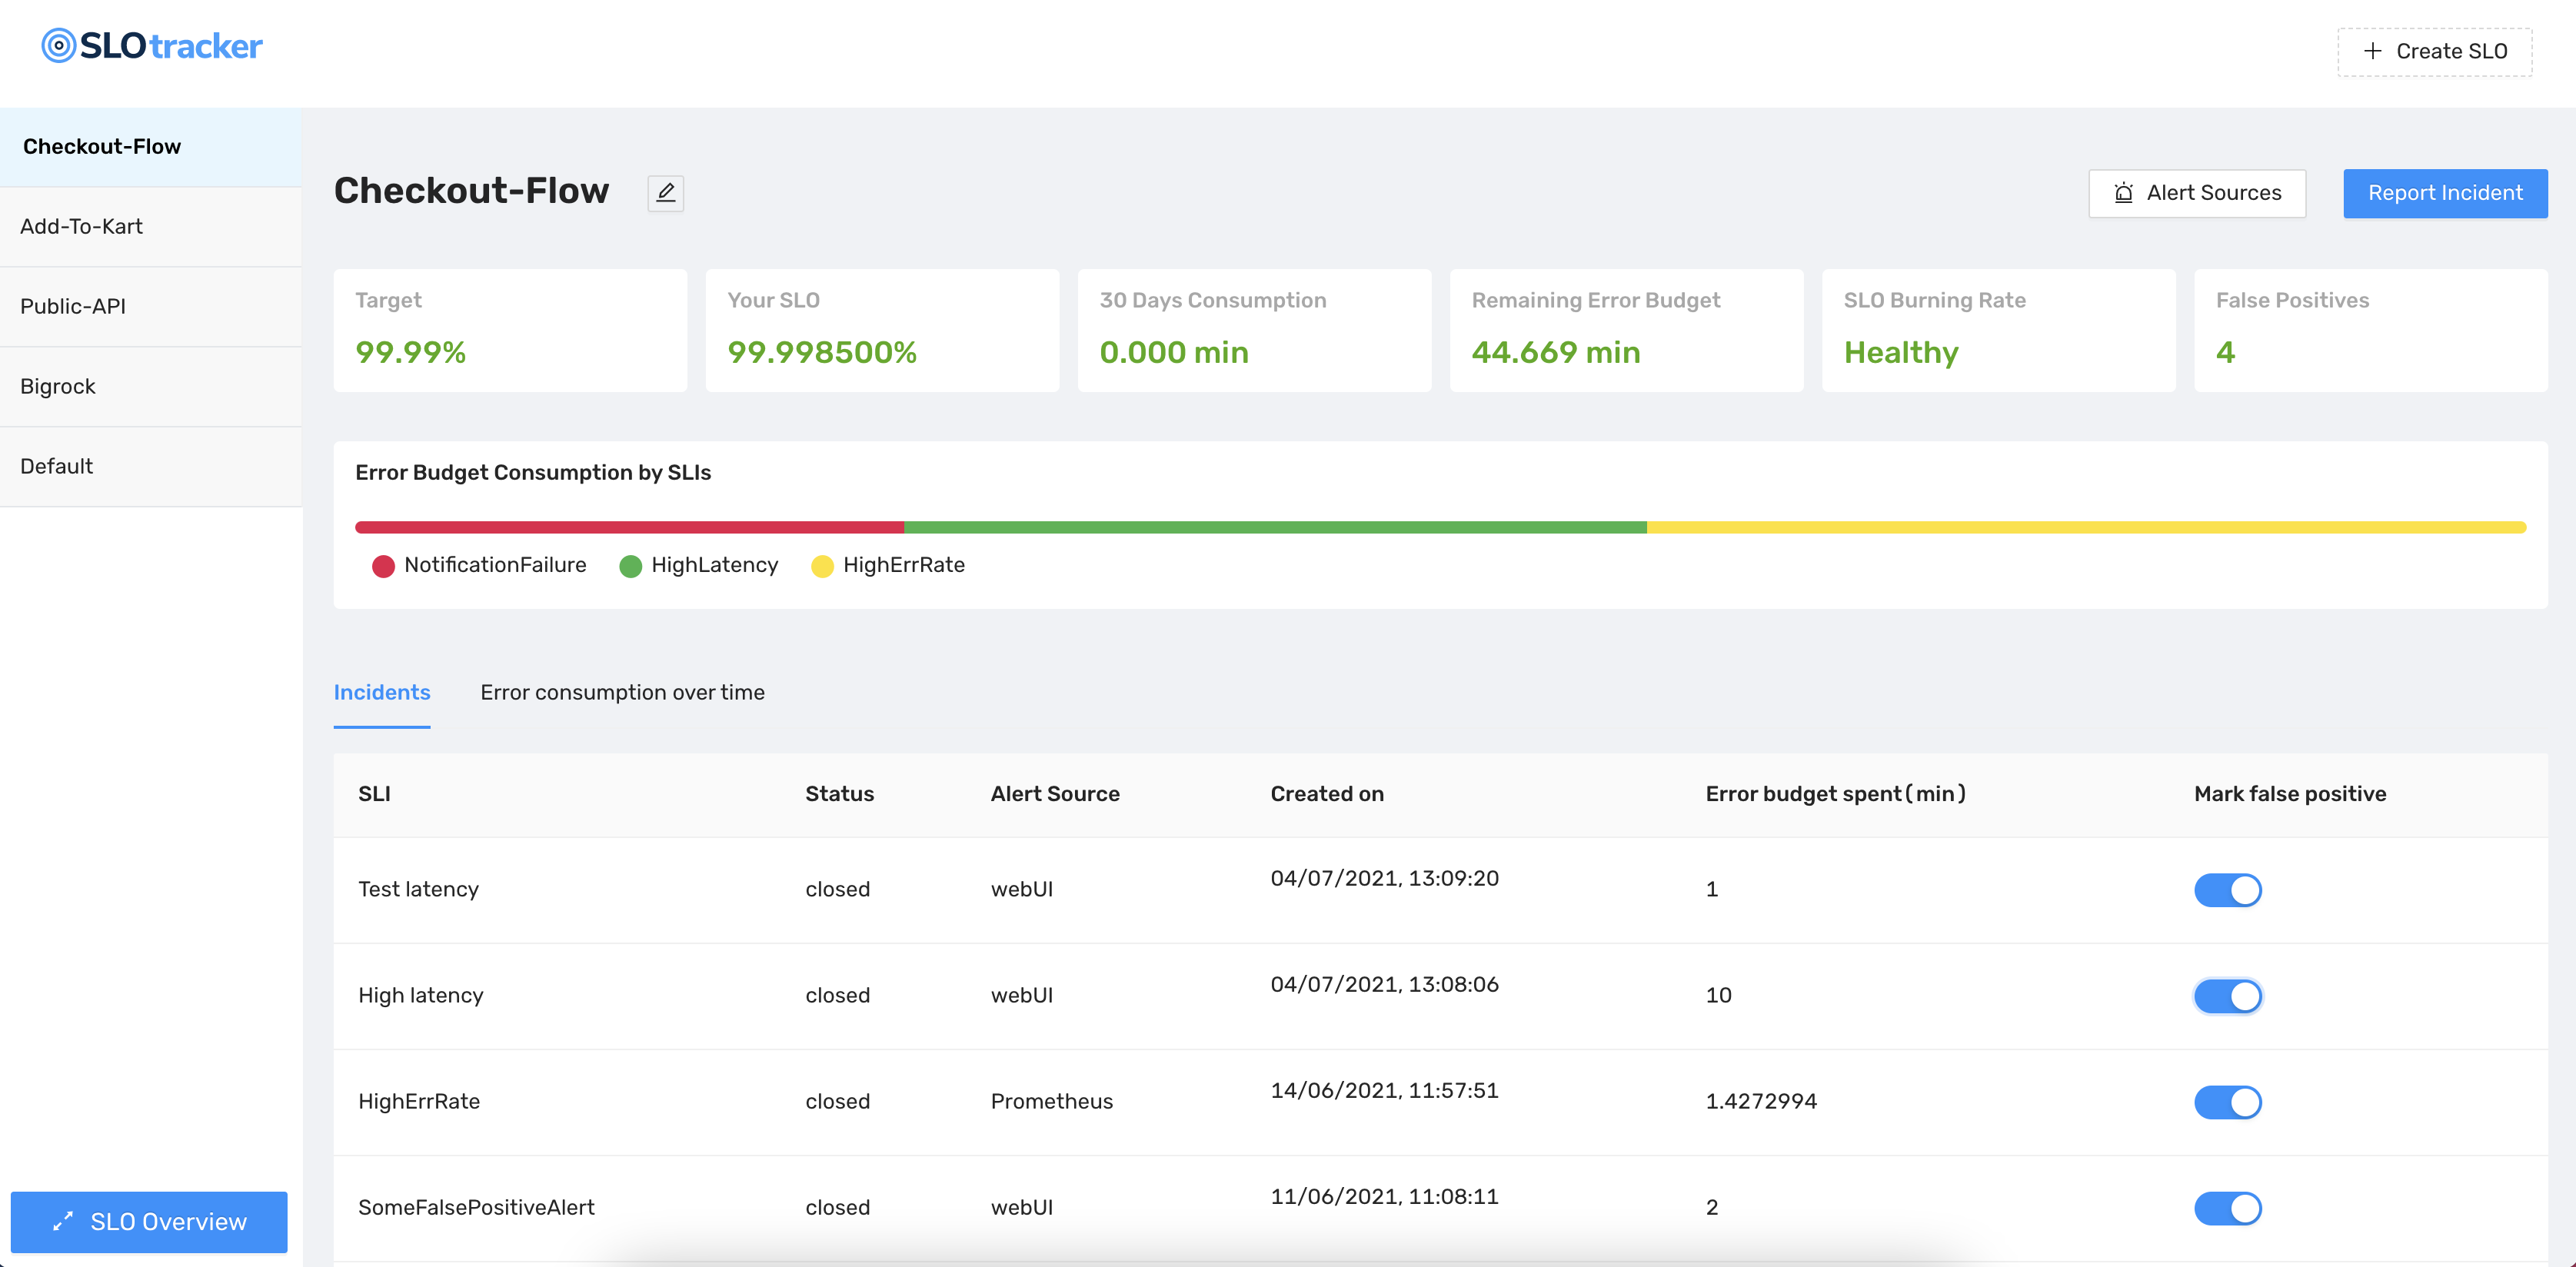 SLOtracker
+ Create SLO
Checkout-Flow
Add-To-Kart
Public-API
Bigrock
Default
SLO Overview
Checkout-Flow
Alert Sources
Report Incident
Target
99.99%
Your SLO
99.998500%
30 Days Consumption
0.000 min
Remaining Error Budget
44.669 min
SLO Burning Rate
Healthy
False Positives
4
Error Budget Consumption by SLIs
NotificationFailure HighLatency HighErrRate
Incidents Error consumption over time
SLI Status Alert Source Created on Error budget spent(min) Mark false positive
Test latency closed webUI 04/07/2021, 13:09:20 1
High latency closed webUI 04/07/2021, 13:08:06 10
HighErrRate closed Prometheus 14/06/2021, 11:57:51 1.4272994
SomeFalsePositiveAlert closed webUI 11/06/2021, 11:08:11 2